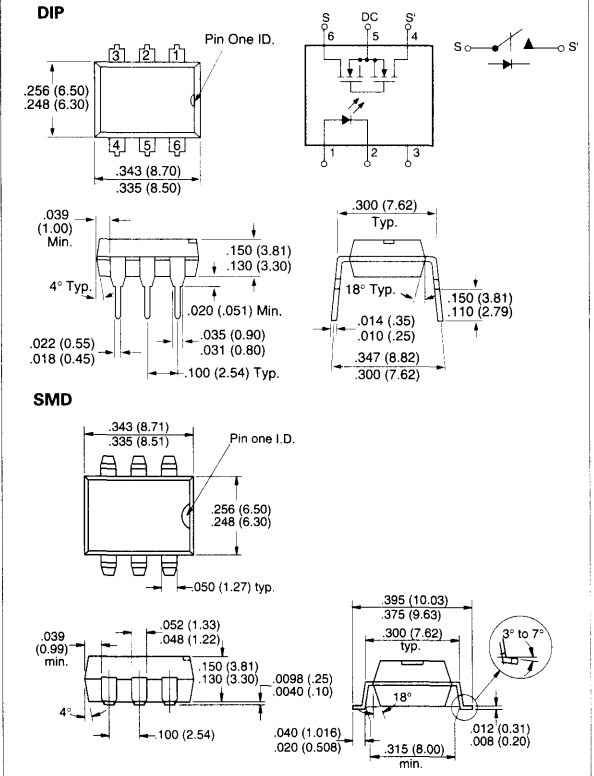 DIP
Pin One ID.
3 2 1
4 5 6
.256 (6.50)
.248 (6.30)
.343 (8.70)
.335 (8.50)
S DC S'
6 5 4
1 2 3
S S'
.039
(1.00)
Min.
4° Typ.
.150 (3.81)
.130 (3.30)
.020 (.051) Min.
.022 (0.55)
.018 (0.45)
.035 (0.90)
.031 (0.80)
.100 (2.54) Typ.
.300 (7.62)
Typ.
18° Typ.
.150 (3.81)
.110 (2.79)
.014 (.35)
.010 (.25)
.347 (8.82)
.300 (7.62)
SMD
.343 (8.71)
.335 (8.51)
Pin one I.D.
.256 (6.50)
.248 (6.30)
.050 (1.27) typ.
.039
(0.99)
min.
.052 (1.33)
.048 (1.22)
.150 (3.81)
.130 (3.30)
.0098 (.25)
.0040 (.10)
4°
.100 (2.54)
.395 (10.03)
.375 (9.63)
.300 (7.62)
typ.
3° to 7°
18°
.040 (1.016)
.020 (0.508)
.315 (8.00)
min.
.012 (0.31)
.008 (0.20)